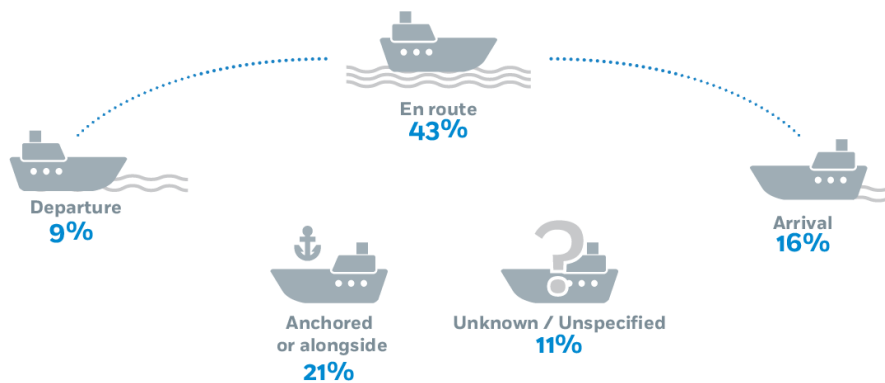 En route
43%
Departure
9%
Arrival
16%
Anchored
or alongside
21%
Unknown / Unspecified
11%
?